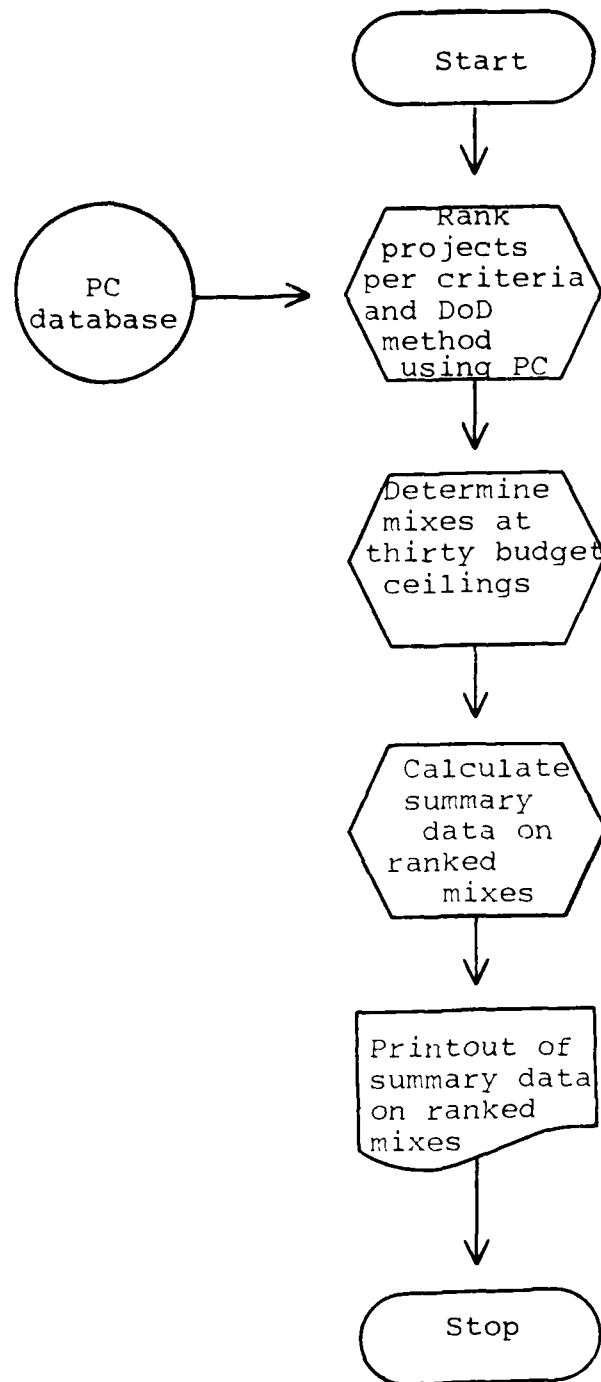 Start
PC
database
Rank
projects
per criteria
and DoD
method
using PC
Determine
mixes at
thirty budget
ceilings
Calculate
summary
data on
ranked
mixes
Printout of
summary data
on ranked
mixes
Stop